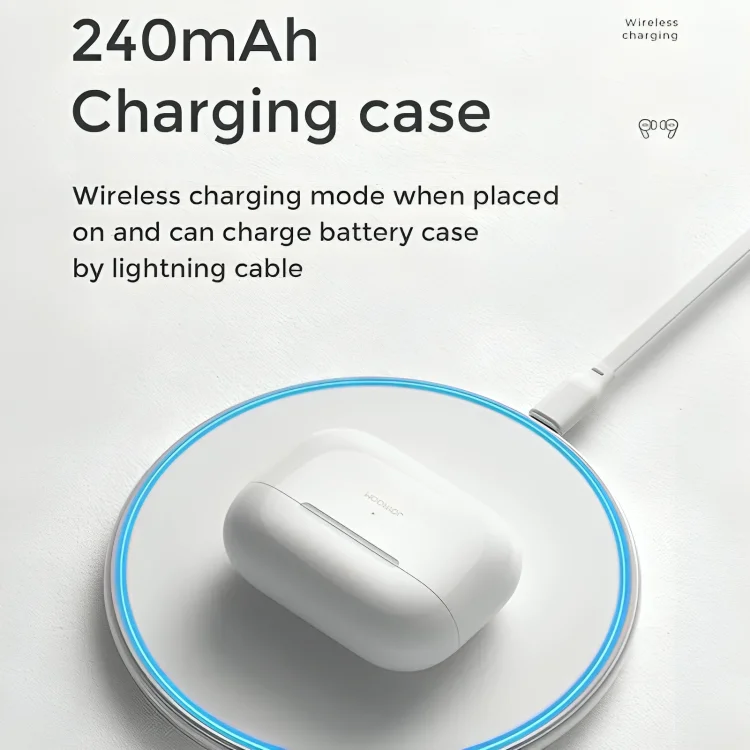 240mAh
Charging case
Wireless
charging
Wireless charging mode when placed
on and can charge battery case
by lightning cable